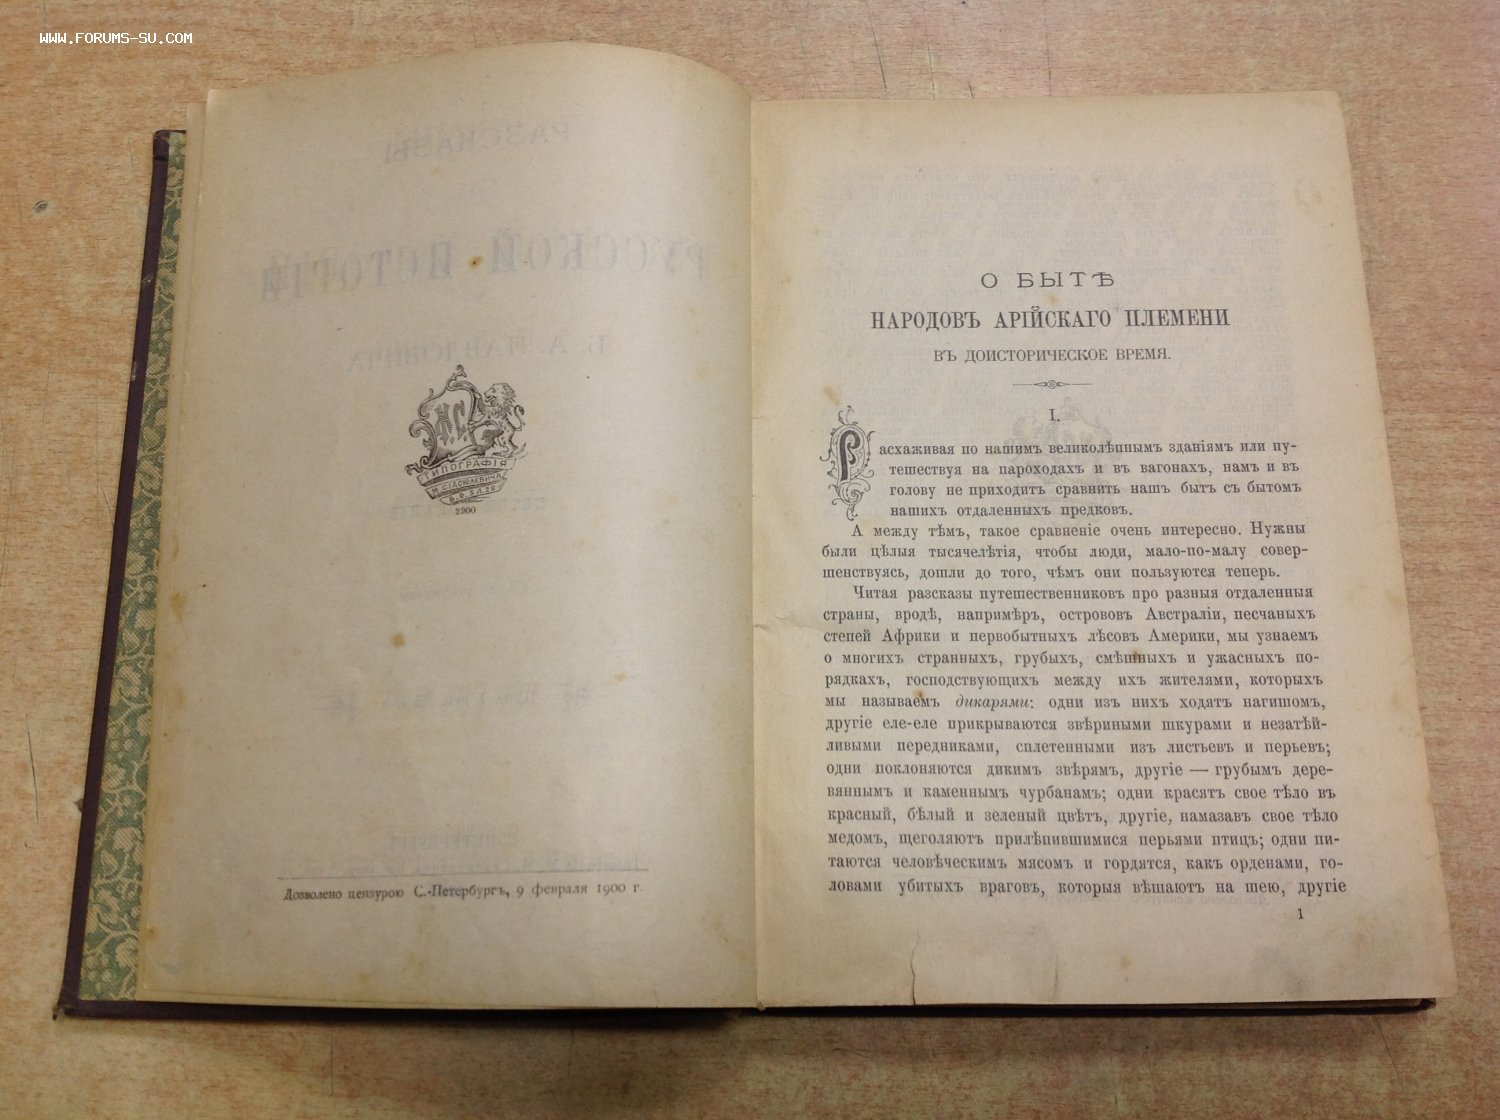 WWW.FORUMS-SU.COM
М.С.
ТИПОГРАФІЯ
М. СТАСЮЛЕВИЧА
В. О. 5 Л. 28
2900
Дозволено цензурою С.-Петербургъ, 9 февраля 1900 г.
О БЫТѢ
НАРОДОВЪ АРІЙСКАГО ПЛЕМЕНИ
ВЪ ДОИСТОРИЧЕСКОЕ ВРЕМЯ.
I.
Расхаживая по нашимъ великолѣпнымъ зданіямъ или пу-
тешествуя на пароходахъ и въ вагонахъ, намъ и въ
голову не приходитъ сравнить нашъ бытъ съ бытомъ
нашихъ отдаленныхъ предковъ.
А между тѣмъ, такое сравненіе очень интересно. Нужны
были цѣлыя тысячелѣтія, чтобы люди, мало-по-малу совер-
шенствуясь, дошли до того, чѣмъ они пользуются теперь.
Читая разсказы путешественниковъ про разныя отдаленныя
страны, вродѣ, напримѣръ, острововъ Австраліи, песчаныхъ
степей Африки и первобытныхъ лѣсовъ Америки, мы узнаемъ
о многихъ странныхъ, грубыхъ, смѣшныхъ и ужасныхъ по-
рядкахъ, господствующихъ между ихъ жителями, которыхъ
мы называемъ дикарями: одни изъ нихъ ходятъ нагишомъ,
другіе еле-еле прикрываются звѣриными шкурами и незатѣй-
ливыми передниками, сплетенными изъ листьевъ и перьевъ;
одни поклоняются дикимъ звѣрямъ, другіе — грубымъ дере-
вяннымъ и каменнымъ чурбанамъ; одни красятъ свое тѣло въ
красный, бѣлый и зеленый цвѣтъ, другіе, намазавъ свое тѣло
медомъ, щеголяютъ прилѣпившимися перьями птицъ; одни пи-
таются человѣческимъ мясомъ и гордятся, какъ орденами, го-
ловами убитыхъ враговъ, которыя вѣшаютъ на шею, другіе
1